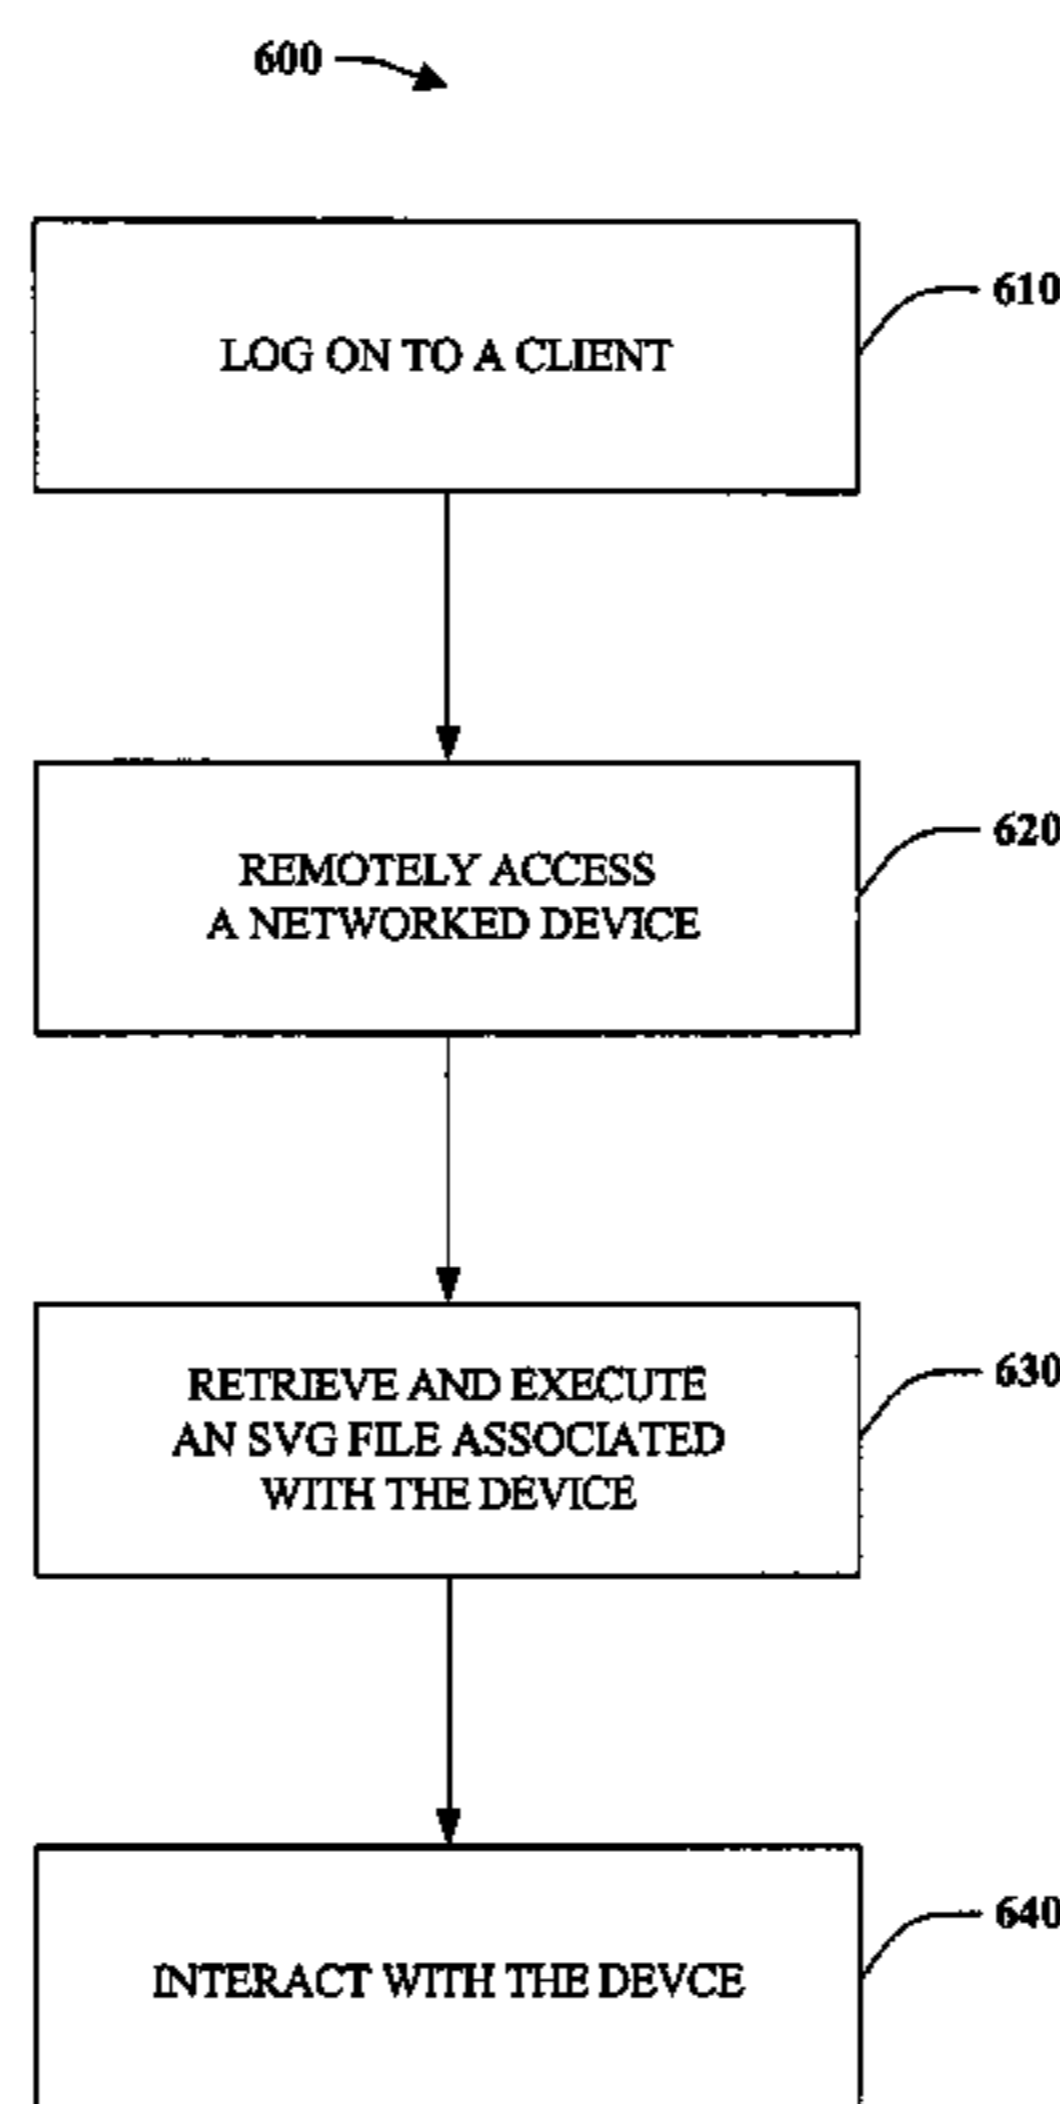 600
LOG ON TO A CLIENT
610
REMOTELY ACCESS
A NETWORKED DEVICE
620
RETRIEVE AND EXECUTE
AN SVG FILE ASSOCIATED
WITH THE DEVICE
630
INTERACT WITH THE DEVCE
640